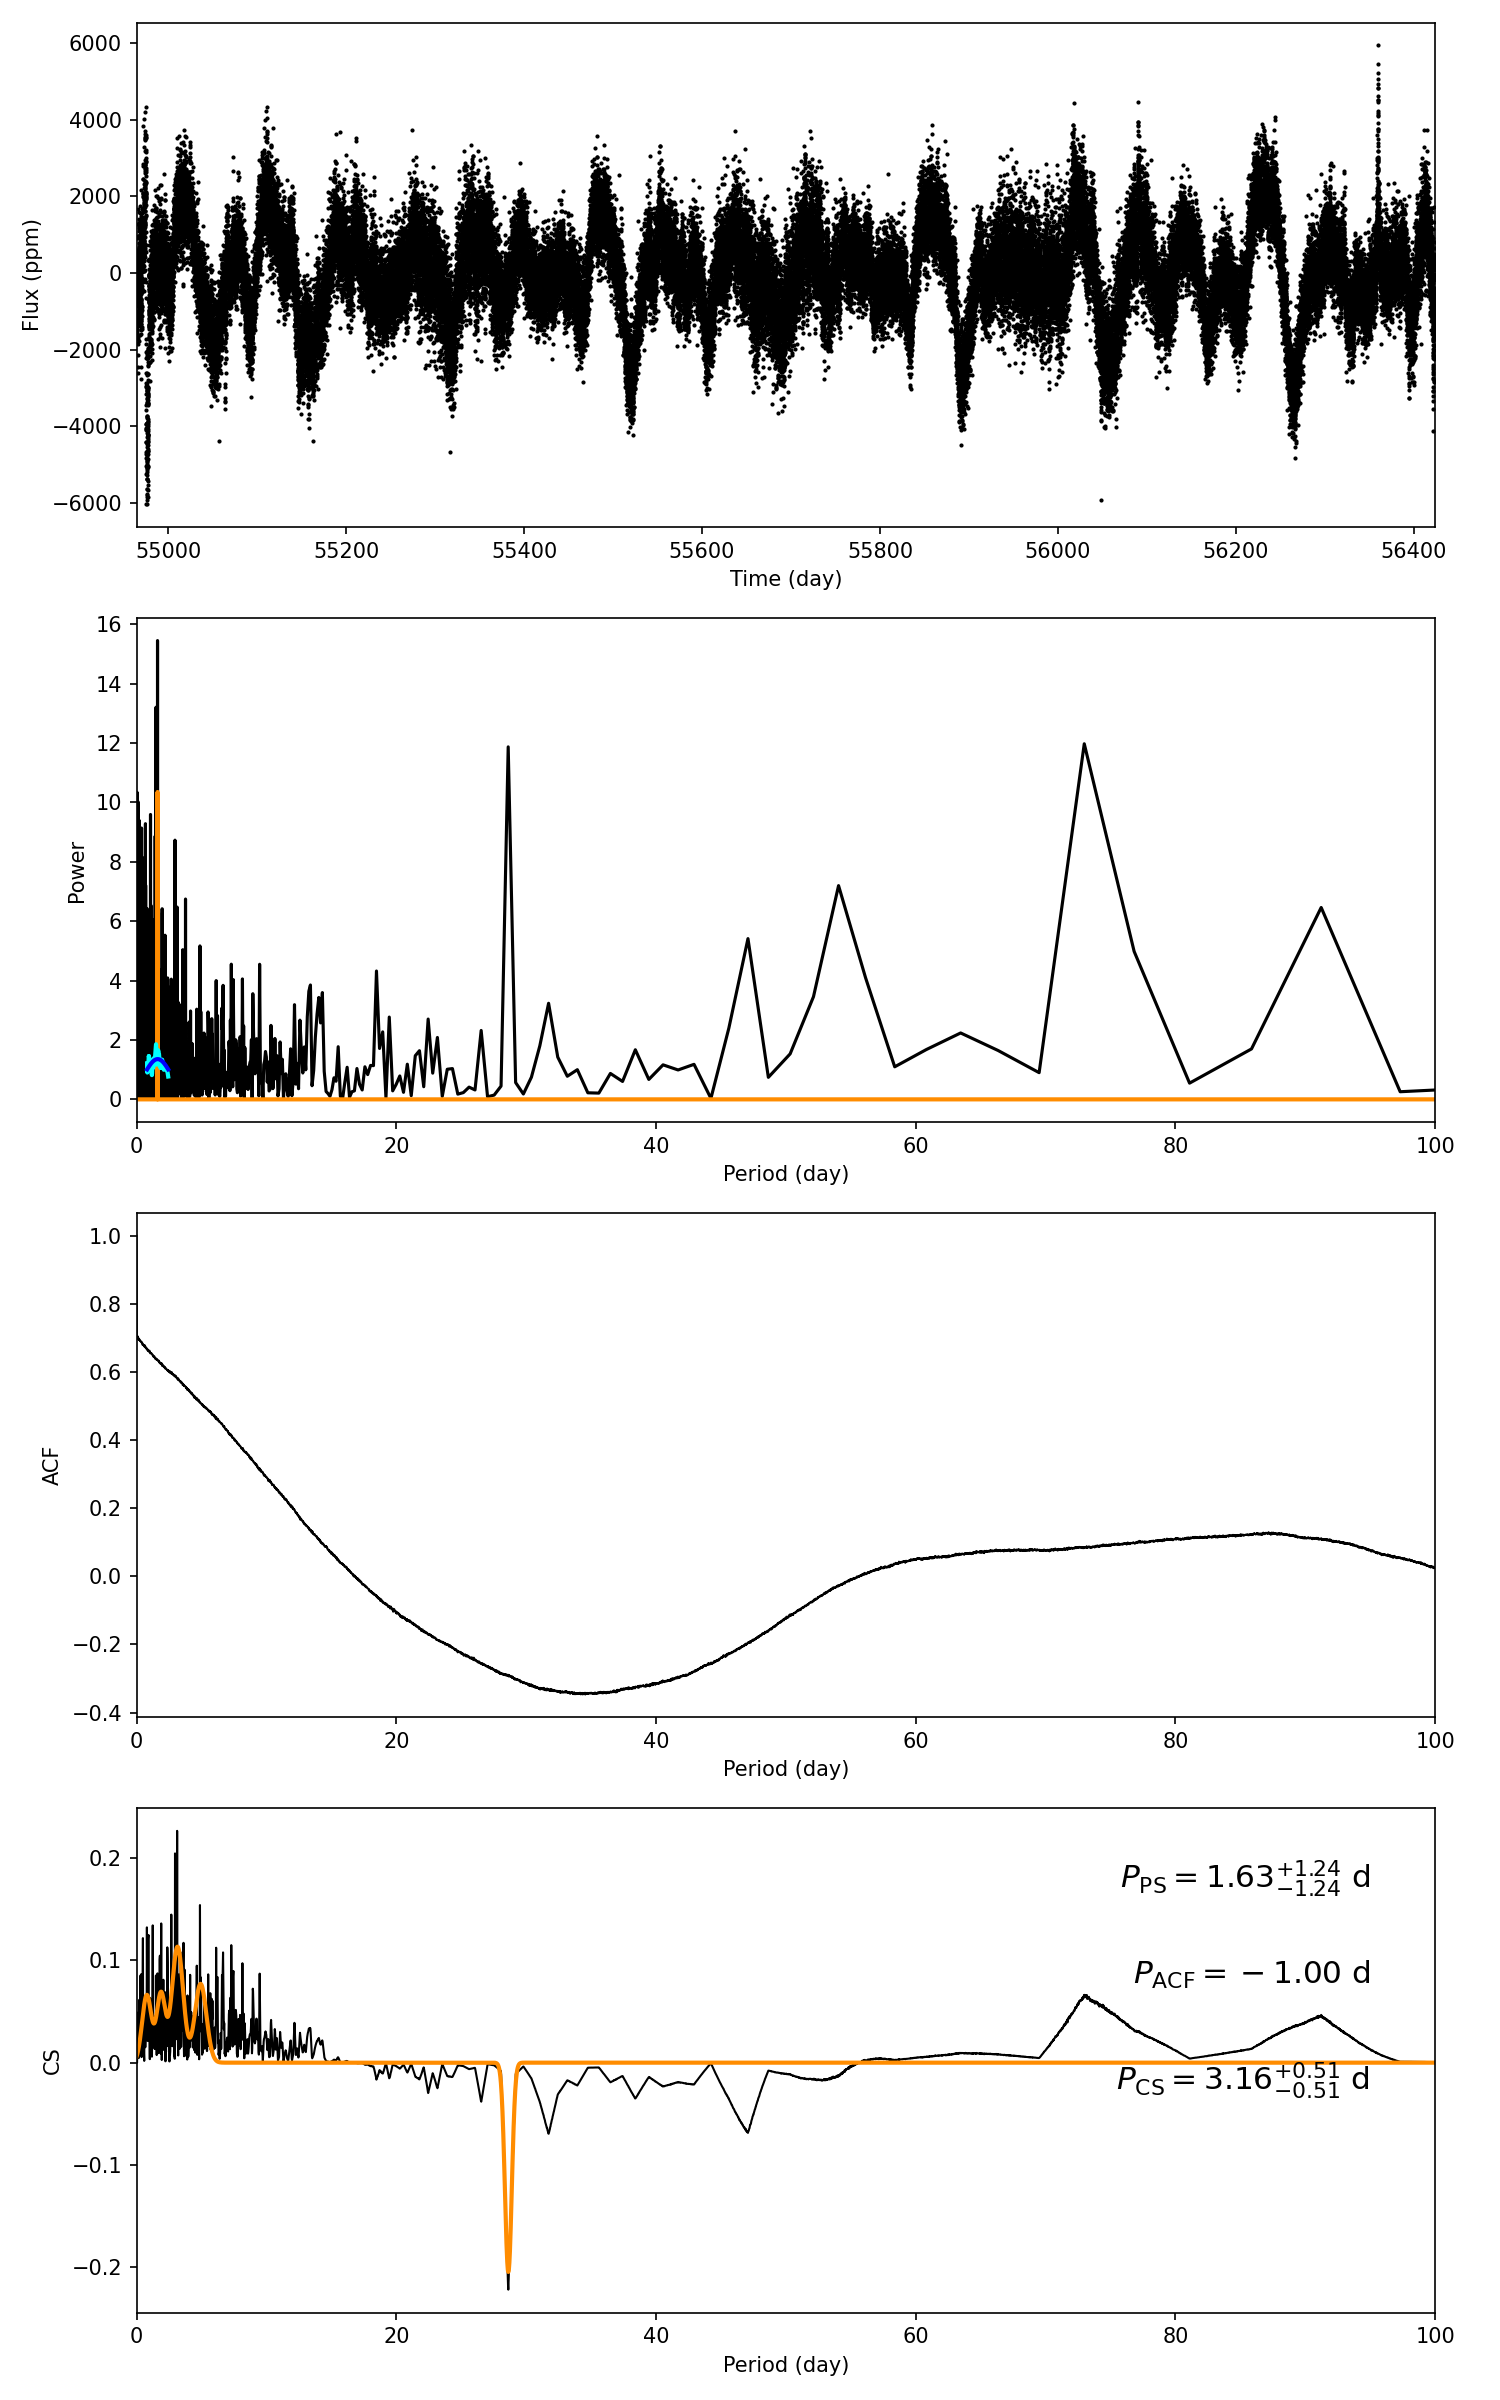 6000
4000
2000
0
−2000
−4000
−6000
Flux (ppm)
55000 55200 55400 55600 55800 56000 56200 56400
Time (day)
16
14
12
10
8
6
4
2
0
Power
0 20 40 60 80 100
Period (day)
1.0
0.8
0.6
0.4
0.2
0.0
−0.2
−0.4
ACF
0 20 40 60 80 100
Period (day)
0.2
0.1
0.0
−0.1
−0.2
CS
P_PS = 1.63 +1.24 −1.24 d
P_ACF = −1.00 d
P_CS = 3.16 +0.51 −0.51 d
0 20 40 60 80 100
Period (day)